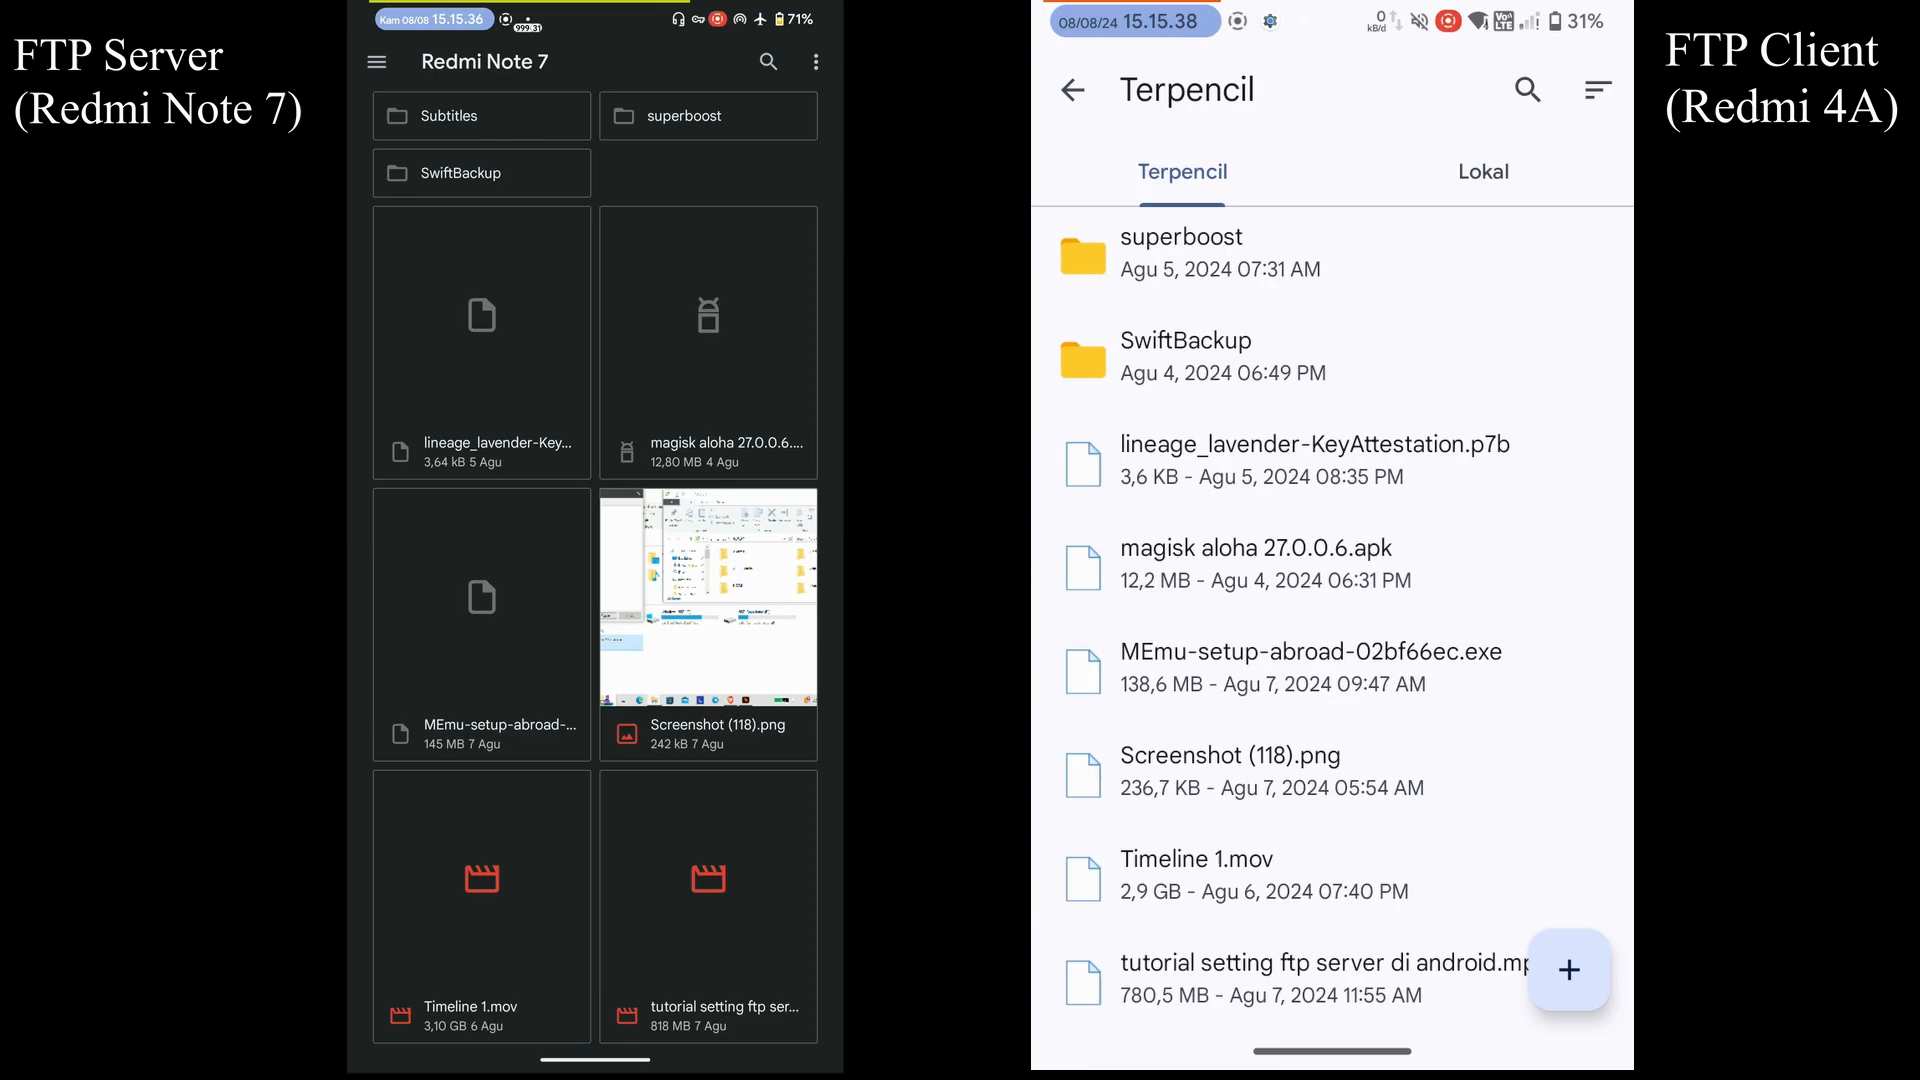 FTP Server
(Redmi Note 7)
Kam 08/08 15.15.36
999.31
71%
Redmi Note 7
Subtitles
superboost
SwiftBackup
lineage_lavender-Key...
3,64 kB 5 Agu
magisk aloha 27.0.0.6....
12,80 MB 4 Agu
MEmu-setup-abroad-...
145 MB 7 Agu
Screenshot (118).png
242 kB 7 Agu
Timeline 1.mov
3,10 GB 6 Agu
tutorial setting ftp ser...
818 MB 7 Agu
08/08/24 15.15.38
0
kB/d
Vo
LTE
31%
Terpencil
Terpencil
Lokal
superboost
Agu 5, 2024 07:31 AM
SwiftBackup
Agu 4, 2024 06:49 PM
lineage_lavender-KeyAttestation.p7b
3,6 KB - Agu 5, 2024 08:35 PM
magisk aloha 27.0.0.6.apk
12,2 MB - Agu 4, 2024 06:31 PM
MEmu-setup-abroad-02bf66ec.exe
138,6 MB - Agu 7, 2024 09:47 AM
Screenshot (118).png
236,7 KB - Agu 7, 2024 05:54 AM
Timeline 1.mov
2,9 GB - Agu 6, 2024 07:40 PM
tutorial setting ftp server di android.mp
780,5 MB - Agu 7, 2024 11:55 AM
FTP Client
(Redmi 4A)